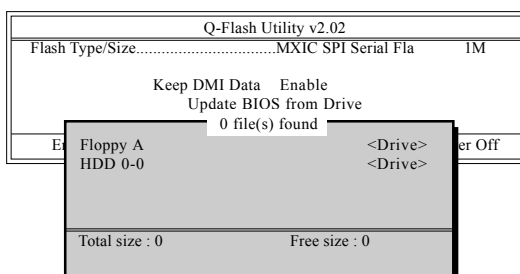 Q-Flash Utility v2.02
Flash Type/Size.................................MXIC SPI Serial Fla 1M
Keep DMI Data Enable
Update BIOS from Drive
0 file(s) found
Floppy A <Drive>
HDD 0-0 <Drive>
Total size : 0 Free size : 0
Off